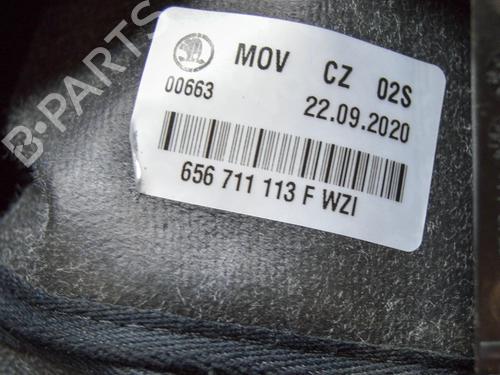 MOV CZ 02S
00663 22.09.2020
656 711 113 F WZI
B-PARTS